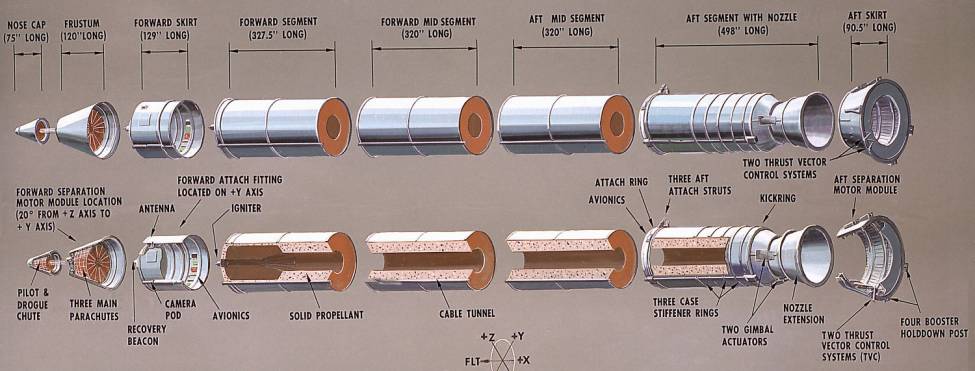 NOSE CAP
(75" LONG)
FRUSTUM
(120"LONG)
FORWARD SKIRT
(129" LONG)
FORWARD SEGMENT
(327.5" LONG)
FORWARD MID SEGMENT
(320" LONG)
AFT MID SEGMENT
(320" LONG)
AFT SEGMENT WITH NOZZLE
(498" LONG)
AFT SKIRT
(90.5" LONG)
TWO THRUST VECTOR
CONTROL SYSTEMS
FORWARD SEPARATION
MOTOR MODULE LOCATION
(20° FROM +Z AXIS TO
+ Y AXIS)
FORWARD ATTACH FITTING
LOCATED ON +Y AXIS
ANTENNA
IGNITER
ATTACH RING
AVIONICS
THREE AFT
ATTACH STRUTS
KICKRING
AFT SEPARATION
MOTOR MODULE
PILOT &
DROGUE
CHUTE
THREE MAIN
PARACHUTES
RECOVERY
BEACON
CAMERA
POD
AVIONICS
SOLID PROPELLANT
CABLE TUNNEL
THREE CASE
STIFFENER RINGS
TWO GIMBAL
ACTUATORS
NOZZLE
EXTENSION
TWO THRUST
VECTOR CONTROL
SYSTEMS (TVC)
FOUR BOOSTER
HOLDDOWN POST
+Z
+Y
FLT
+X